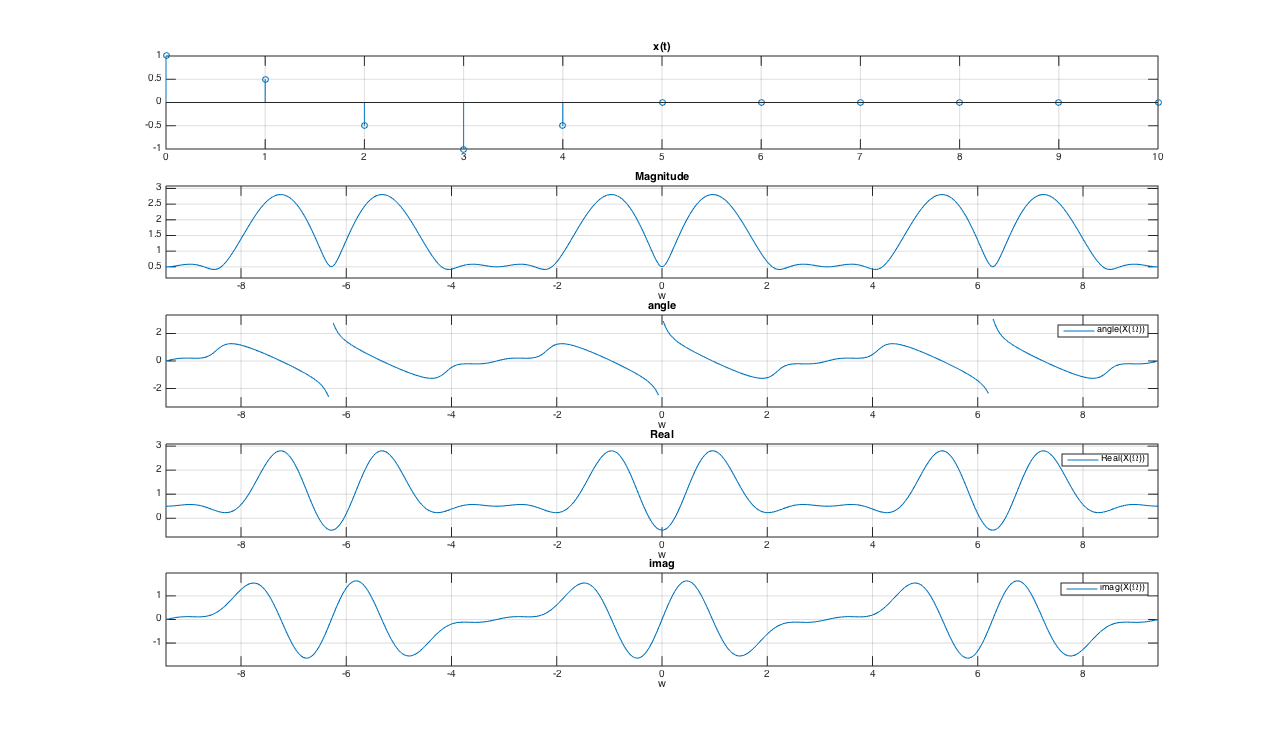 x(t)
1
0.5
0
-0.5
-1
0 1 2 3 4 5 6 7 8 9 10
Magnitude
3
2.5
2
1.5
1
0.5
-8 -6 -4 -2 0 2 4 6 8
w
angle
angle(X(Ω))
2
0
-2
-8 -6 -4 -2 0 2 4 6 8
w
Real
Real(X(Ω))
3
2
1
0
-8 -6 -4 -2 0 2 4 6 8
w
imag
imag(X(Ω))
1
0
-1
-8 -6 -4 -2 0 2 4 6 8
w